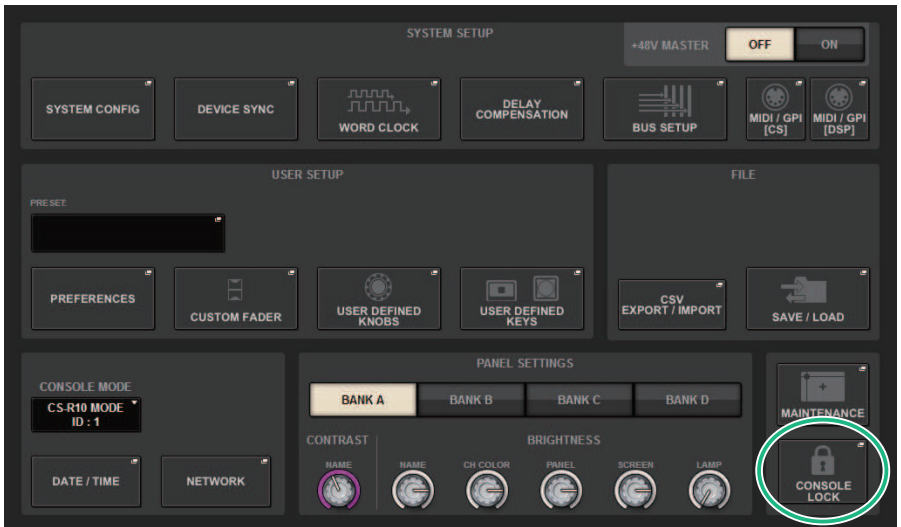 SYSTEM SETUP
+48V MASTER
OFF
ON
SYSTEM CONFIG
DEVICE SYNC
WORD CLOCK
DELAY
COMPENSATION
BUS SETUP
MIDI / GPI
[CS]
MIDI / GPI
[DSP]
USER SETUP
PRESET
PREFERENCES
CUSTOM FADER
USER DEFINED
KNOBS
USER DEFINED
KEYS
FILE
CSV
EXPORT / IMPORT
SAVE / LOAD
CONSOLE MODE
CS-R10 MODE
ID : 1
DATE / TIME
NETWORK
PANEL SETTINGS
BANK A
BANK B
BANK C
BANK D
CONTRAST
BRIGHTNESS
NAME
NAME
CH COLOR
PANEL
SCREEN
LAMP
MAINTENANCE
CONSOLE
LOCK